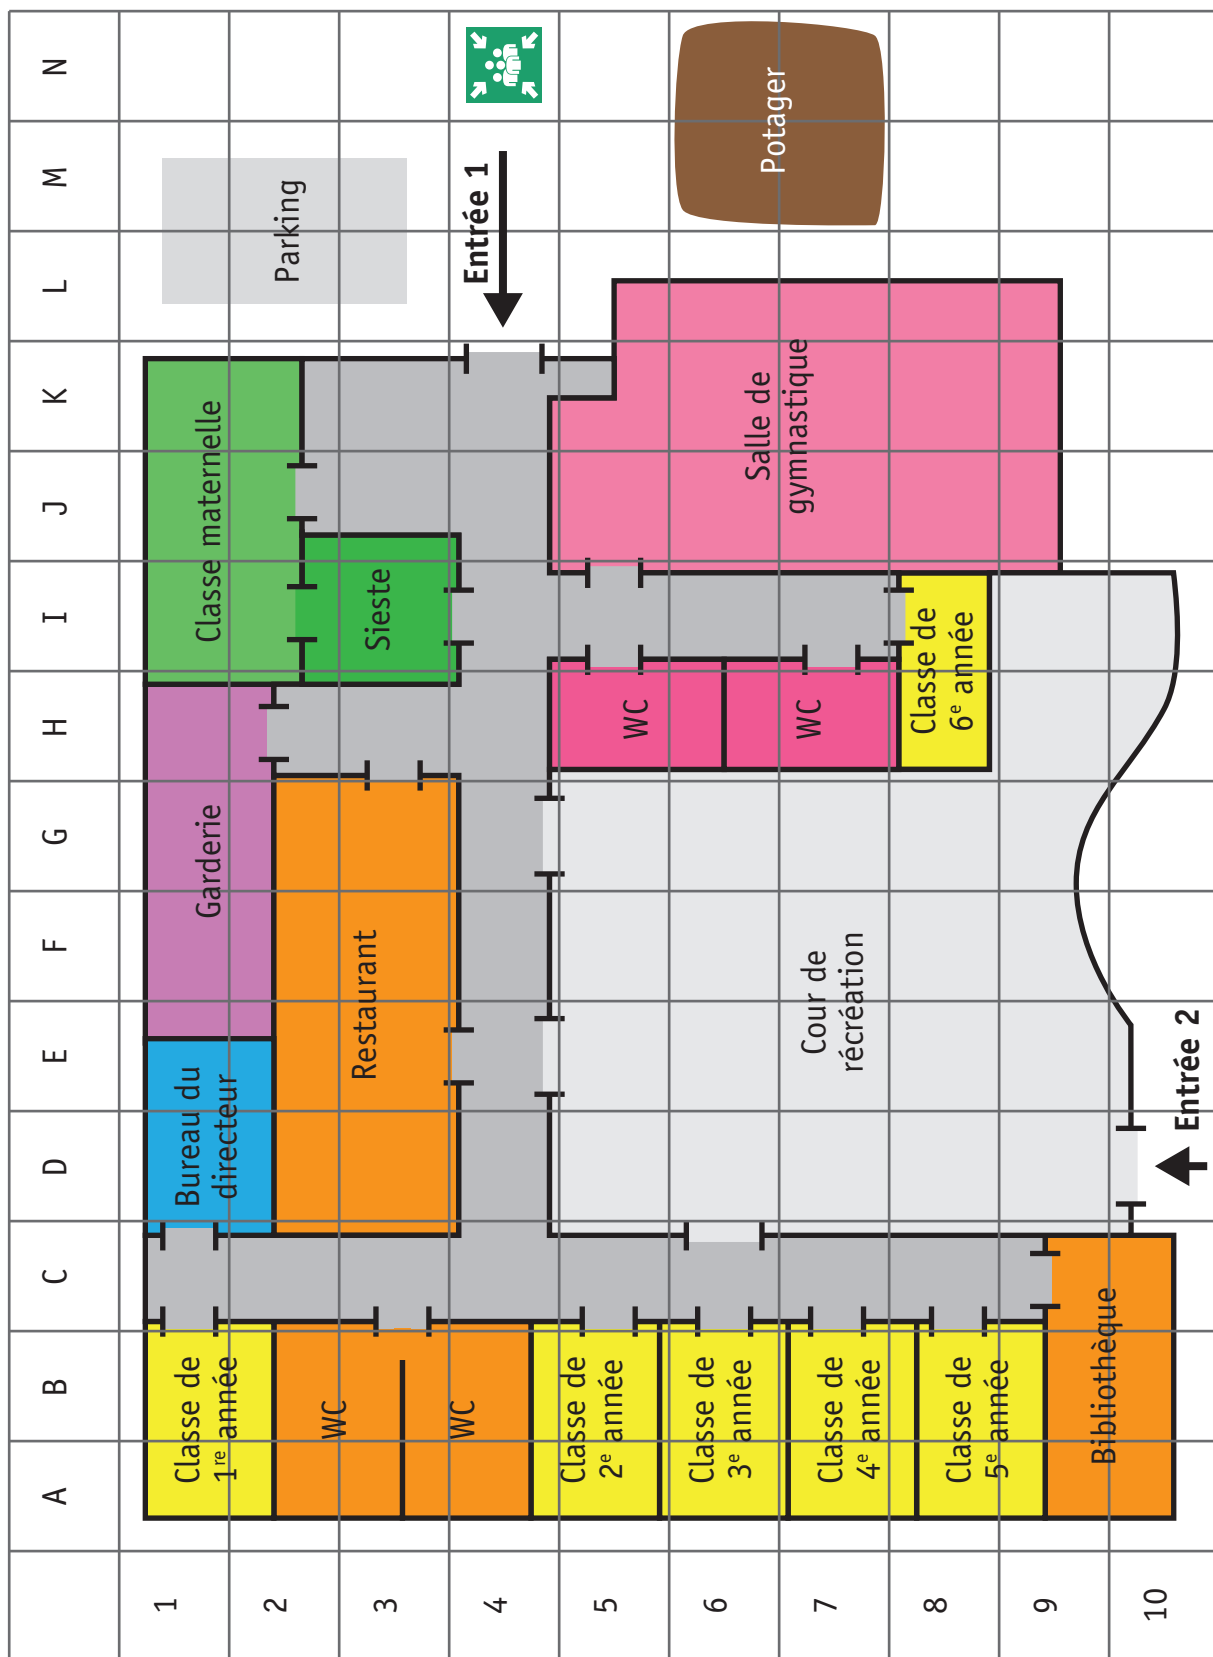 Classe de
1re année
Bureau du
directeur
Garderie
Classe maternelle
Parking
WC
Restaurant
Sieste
WC
Entrée 1
Classe de
2e année
WC
Classe de
3e année
Cour de
récréation
WC
Salle de
gymnastique
Potager
Classe de
4e année
Classe de
5e année
Classe de
6e année
Bibliothèque
Entrée 2
1
2
3
4
5
6
7
8
9
10
A
B
C
D
E
F
G
H
I
J
K
L
M
N